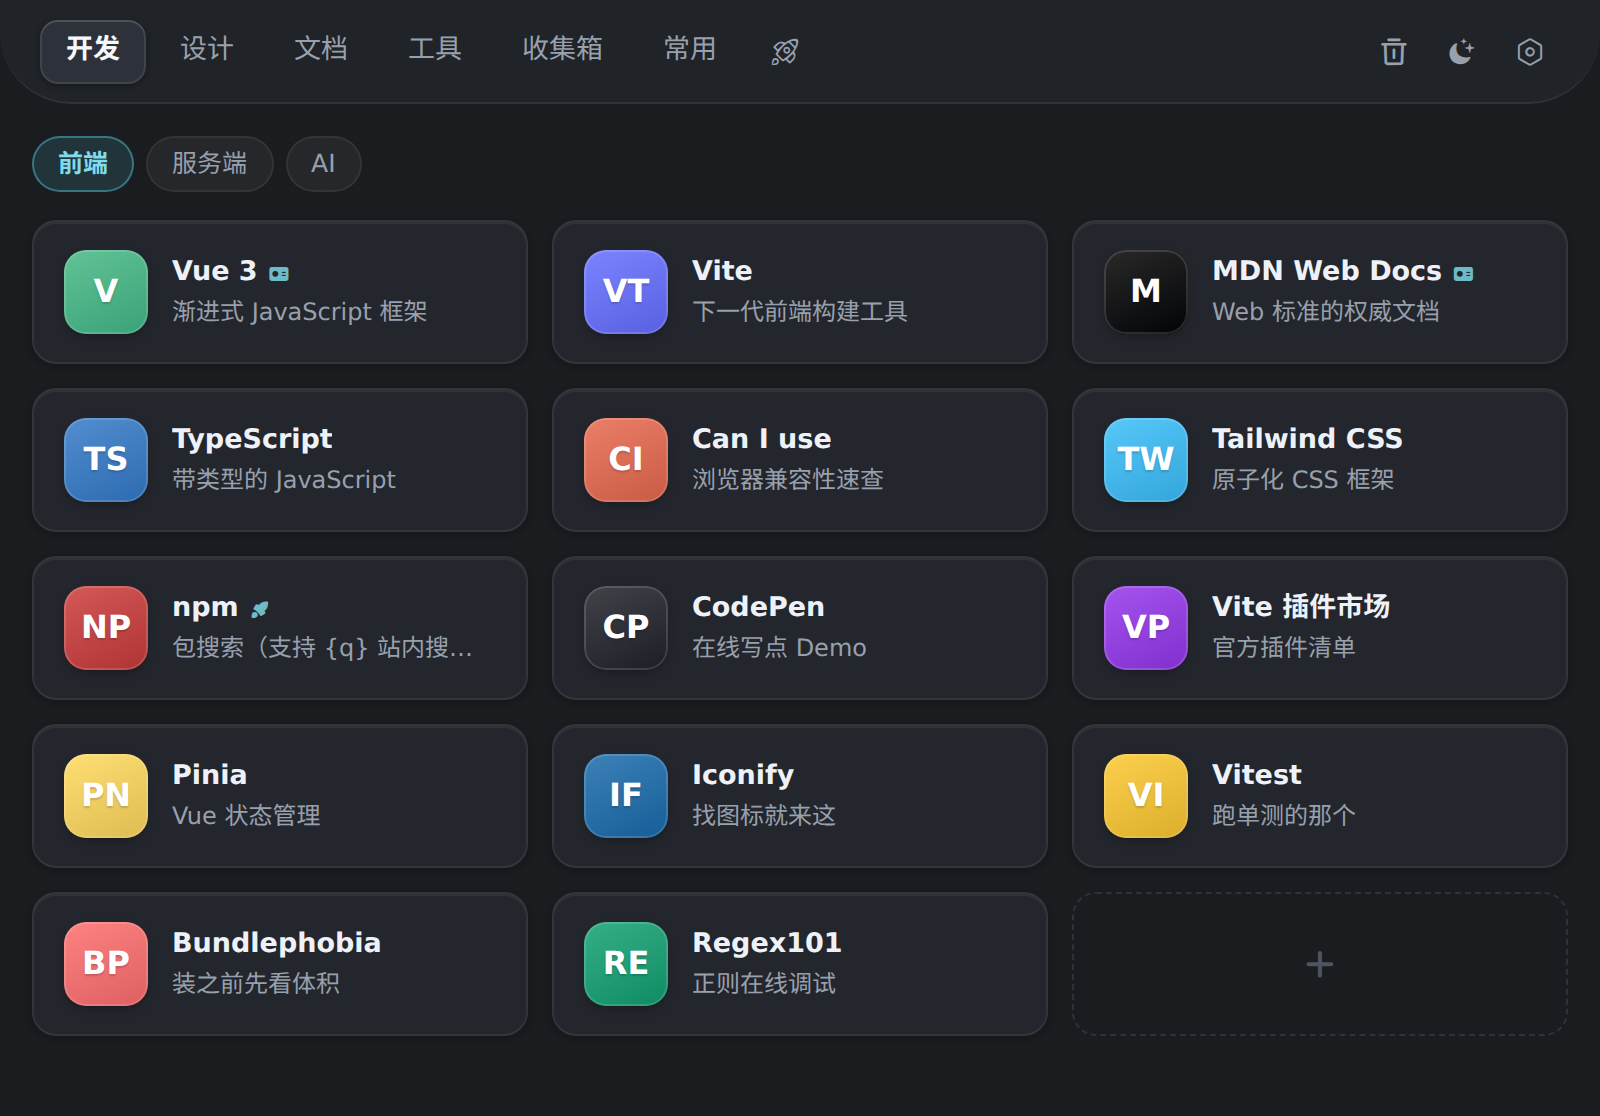 开发 设计 文档 工具 收集箱 常用
前端 服务端 AI
V
Vue 3
渐进式 JavaScript 框架
VT
Vite
下一代前端构建工具
M
MDN Web Docs
Web 标准的权威文档
TS
TypeScript
带类型的 JavaScript
CI
Can I use
浏览器兼容性速查
TW
Tailwind CSS
原子化 CSS 框架
NP
npm
包搜索（支持 {q} 站内搜…
CP
CodePen
在线写点 Demo
VP
Vite 插件市场
官方插件清单
PN
Pinia
Vue 状态管理
IF
Iconify
找图标就来这
VI
Vitest
跑单测的那个
BP
Bundlephobia
装之前先看体积
RE
Regex101
正则在线调试